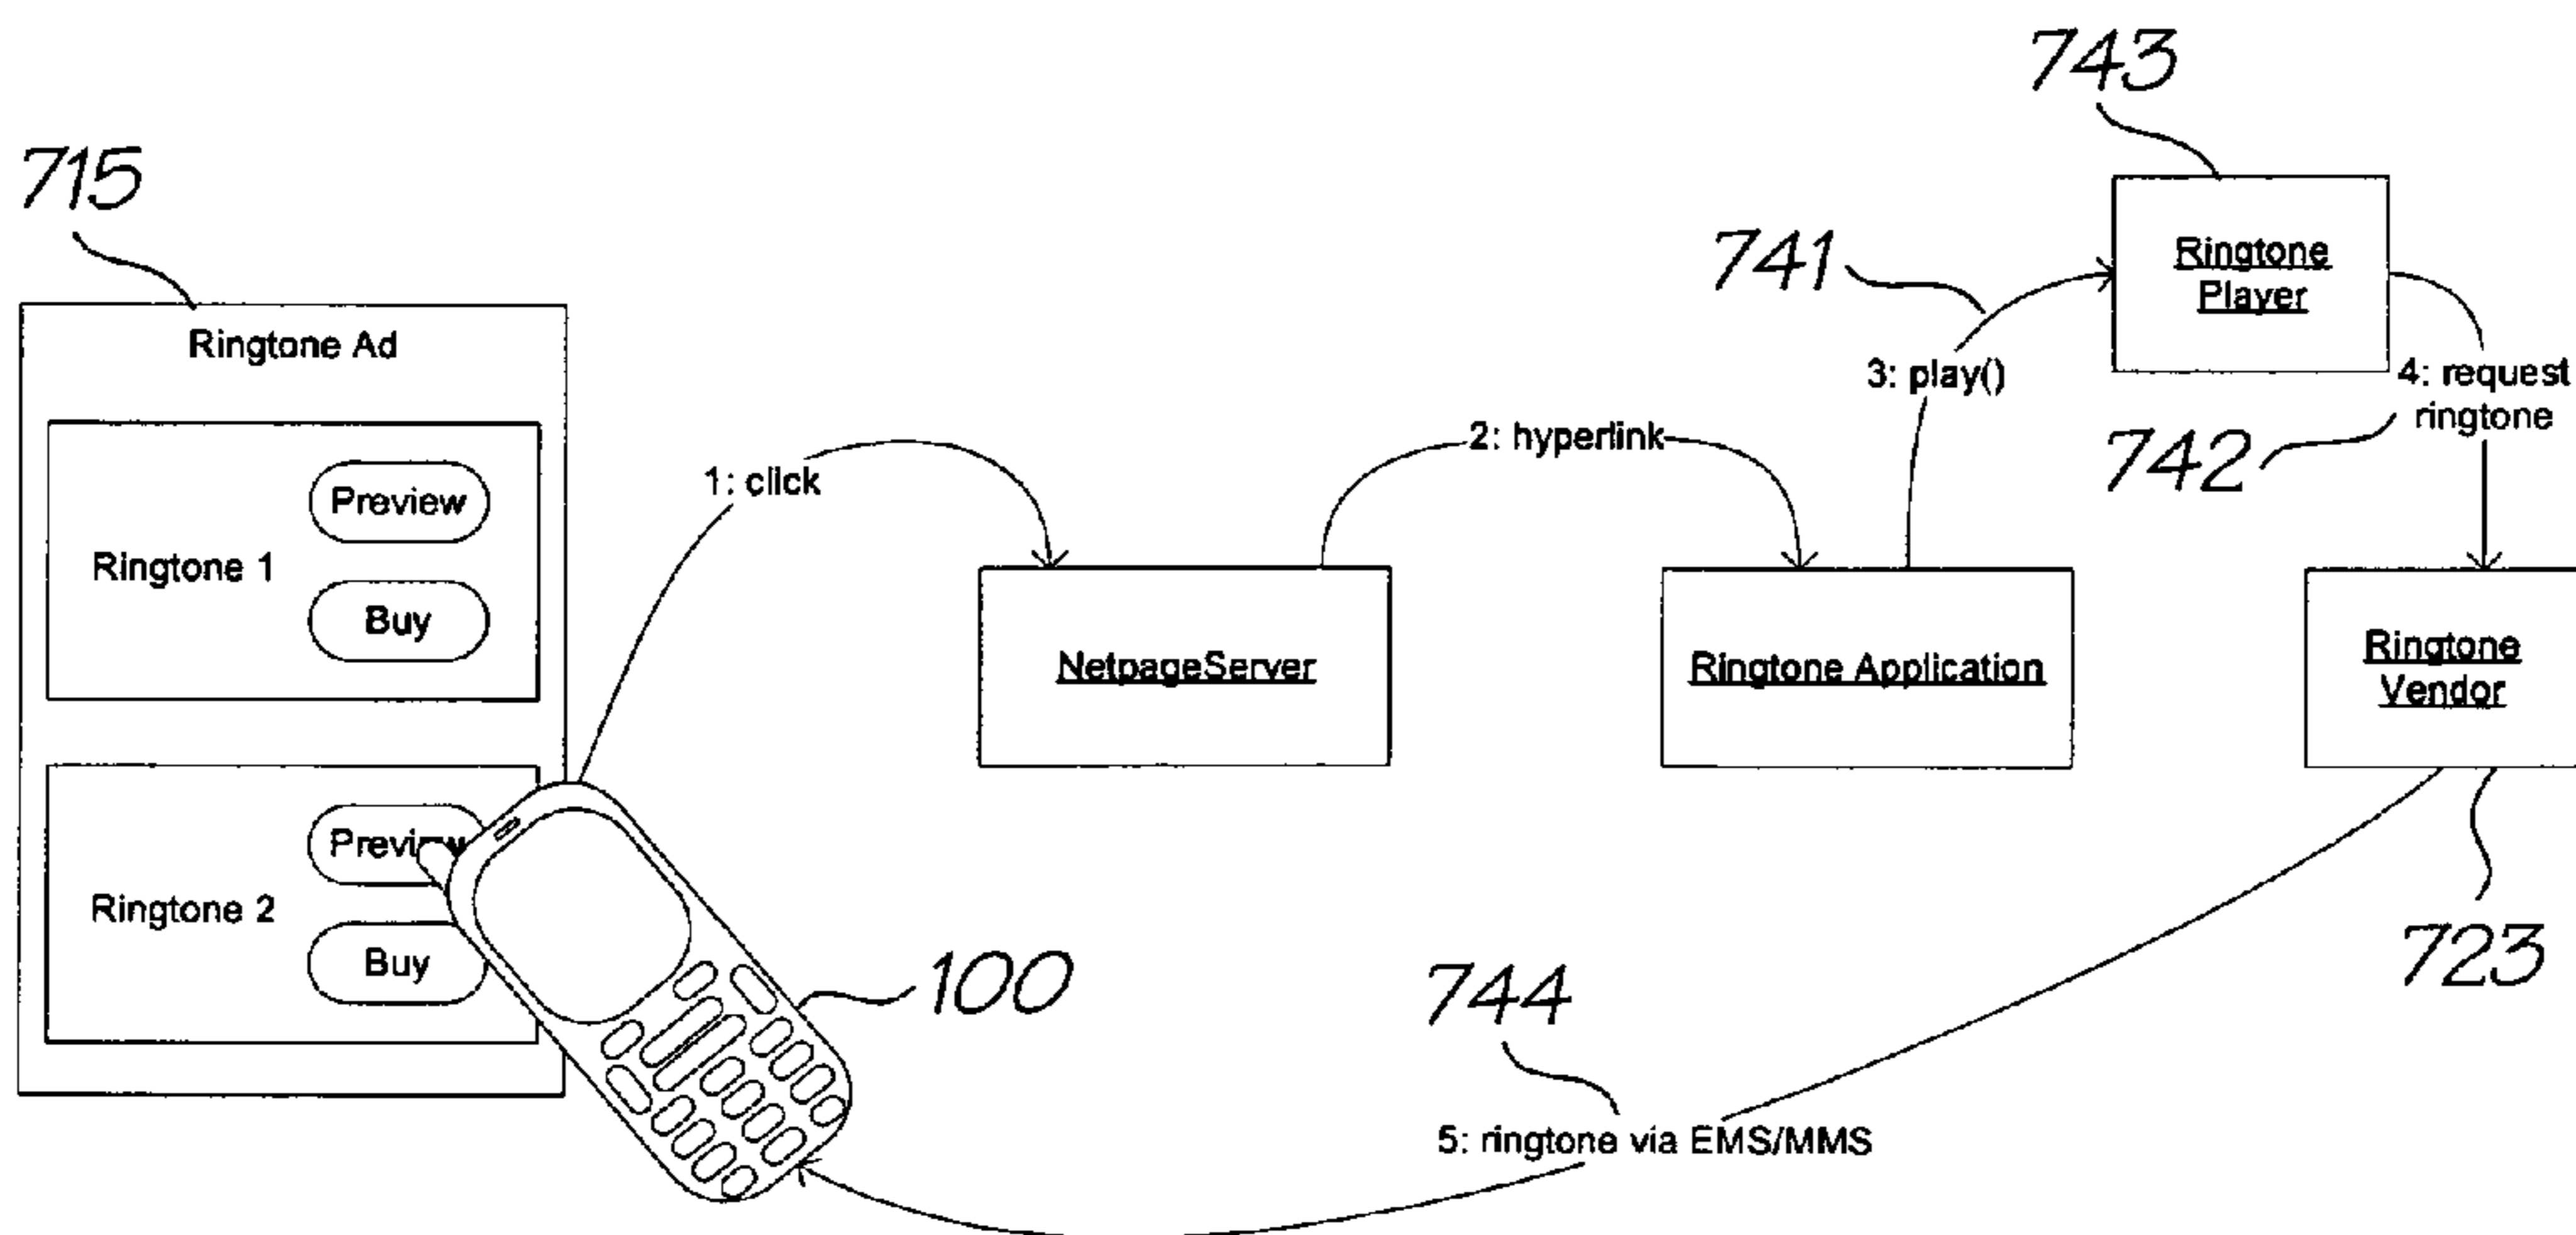 743
715
741
Ringtone
Player
Ringtone Ad
3: play()
4: request
ringtone
742
2: hyperlink
1: click
Preview
Ringtone 1
Buy
NetpageServer
Ringtone Application
Ringtone
Vendor
Preview
Ringtone 2
Buy
100
723
744
5: ringtone via EMS/MMS